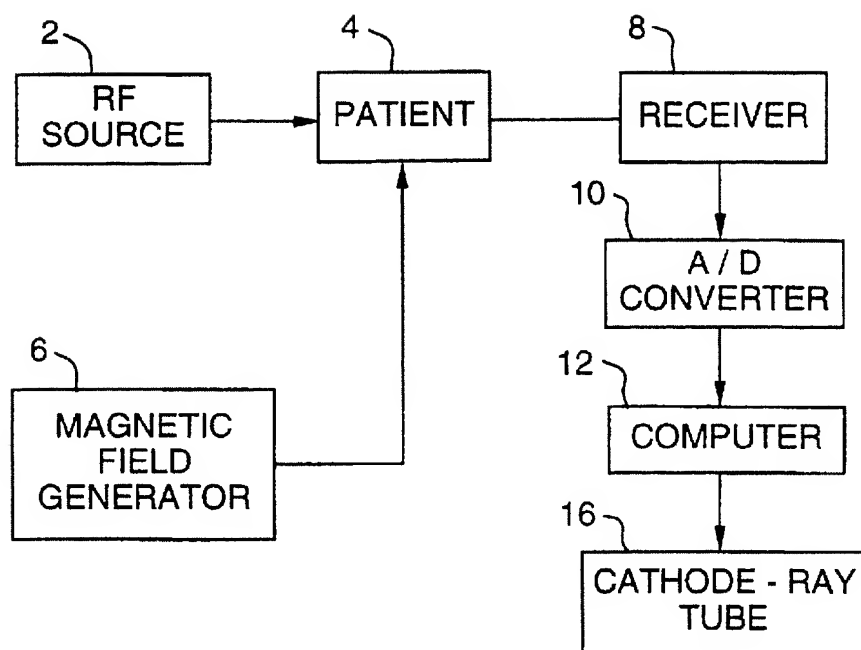 2
RF
SOURCE
4
PATIENT
8
RECEIVER
10
A / D
CONVERTER
6
MAGNETIC
FIELD
GENERATOR
12
COMPUTER
16
CATHODE - RAY
TUBE